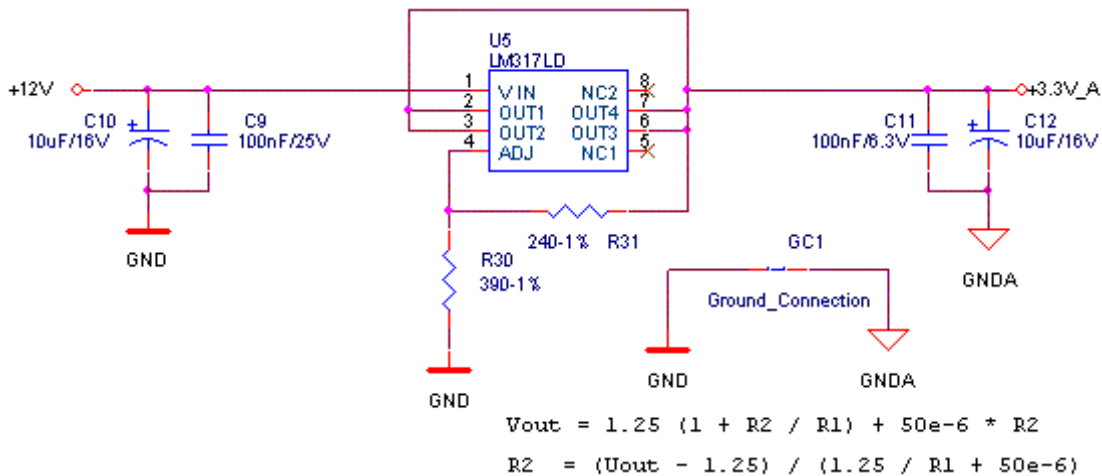 U5
LM317LD
+12V
1 VIN NC2 8
2 OUT1 OUT4 7
3 OUT2 OUT3 6
4 ADJ NC1 5
+3.3V_A
C10
10uF/16V
C9
100nF/25V
C11
100nF/6.3V
C12
10uF/16V
GND
240-1% R31
R30
390-1%
GC1
Ground_Connection
GNDA
GND
GND
GNDA
Vout = 1.25 (1 + R2 / R1) + 50e-6 * R2
R2 = (Uout - 1.25) / (1.25 / R1 + 50e-6)